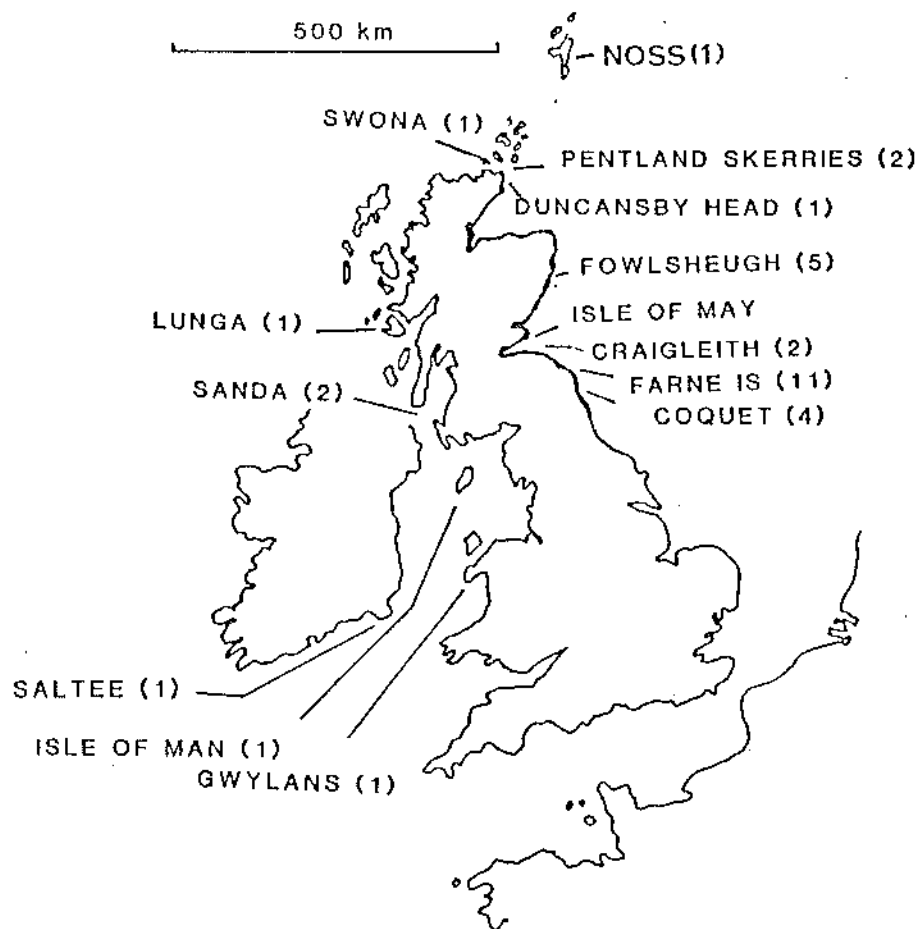 500 km
NOSS(1)
SWONA (1)
PENTLAND SKERRIES (2)
DUNCANSBY HEAD (1)
FOWLSHEUGH (5)
ISLE OF MAY
LUNGA (1)
CRAIGLEITH (2)
FARNE IS (11)
SANDA (2)
COQUET (4)
SALTEE (1)
ISLE OF MAN (1)
GWYLANS (1)